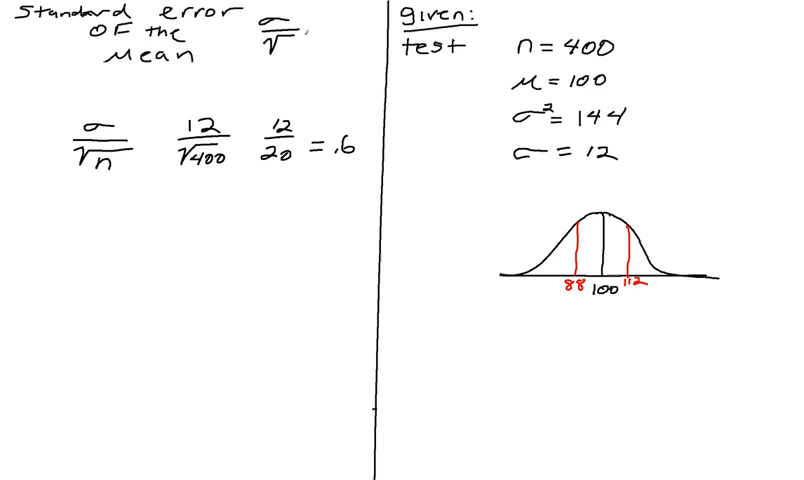 Standard error
OF the
Mean
σ/√
σ/√n 12/√400 12/20 = .6
given:
test
n = 400
μ = 100
σ² = 144
σ = 12
88 100 112